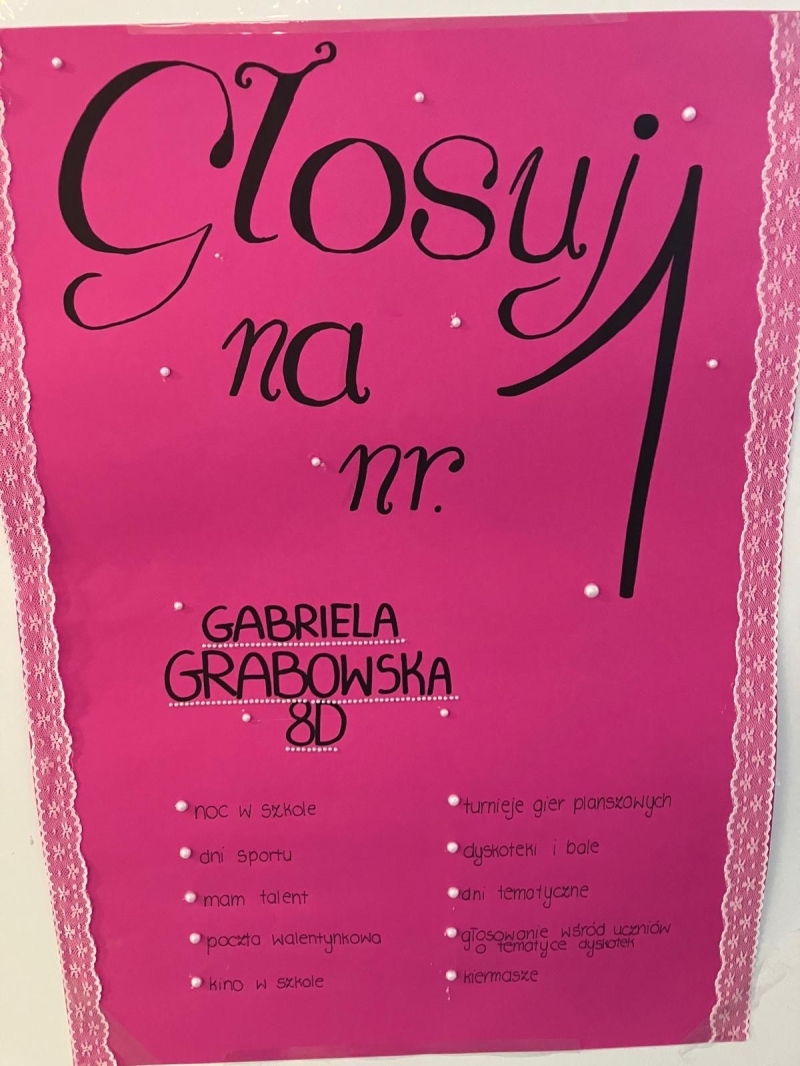 Głosuj
na
nr. 1
GABRIELA
GRABOWSKA
8D
noc w szkole
dni sportu
mam talent
poczta walentynkowa
kino w szkole
turnieje gier planszowych
dyskoteki i bale
dni tematyczne
głosowanie wśród uczniów
o tematyce dyskotek
kiermasze